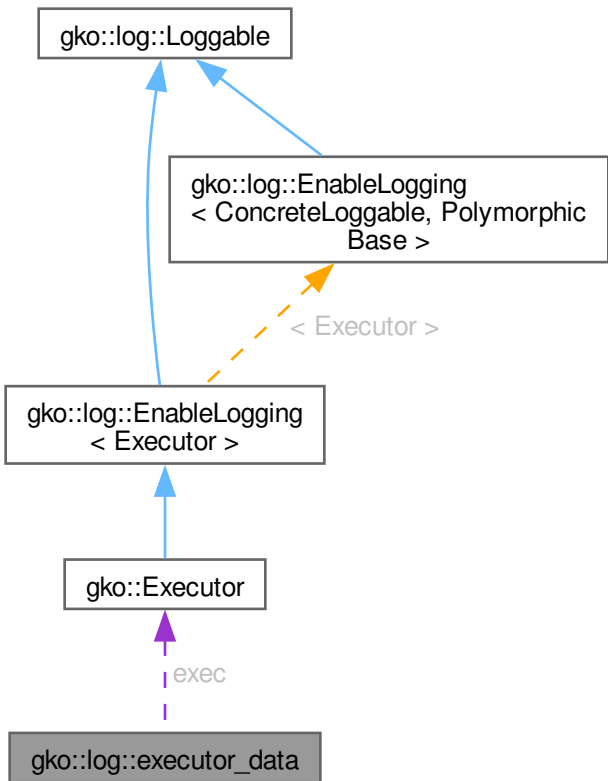 gko::log::Loggable
gko::log::EnableLogging
< ConcreteLoggable, Polymorphic
Base >
< Executor >
gko::log::EnableLogging
< Executor >
gko::Executor
exec
gko::log::executor_data